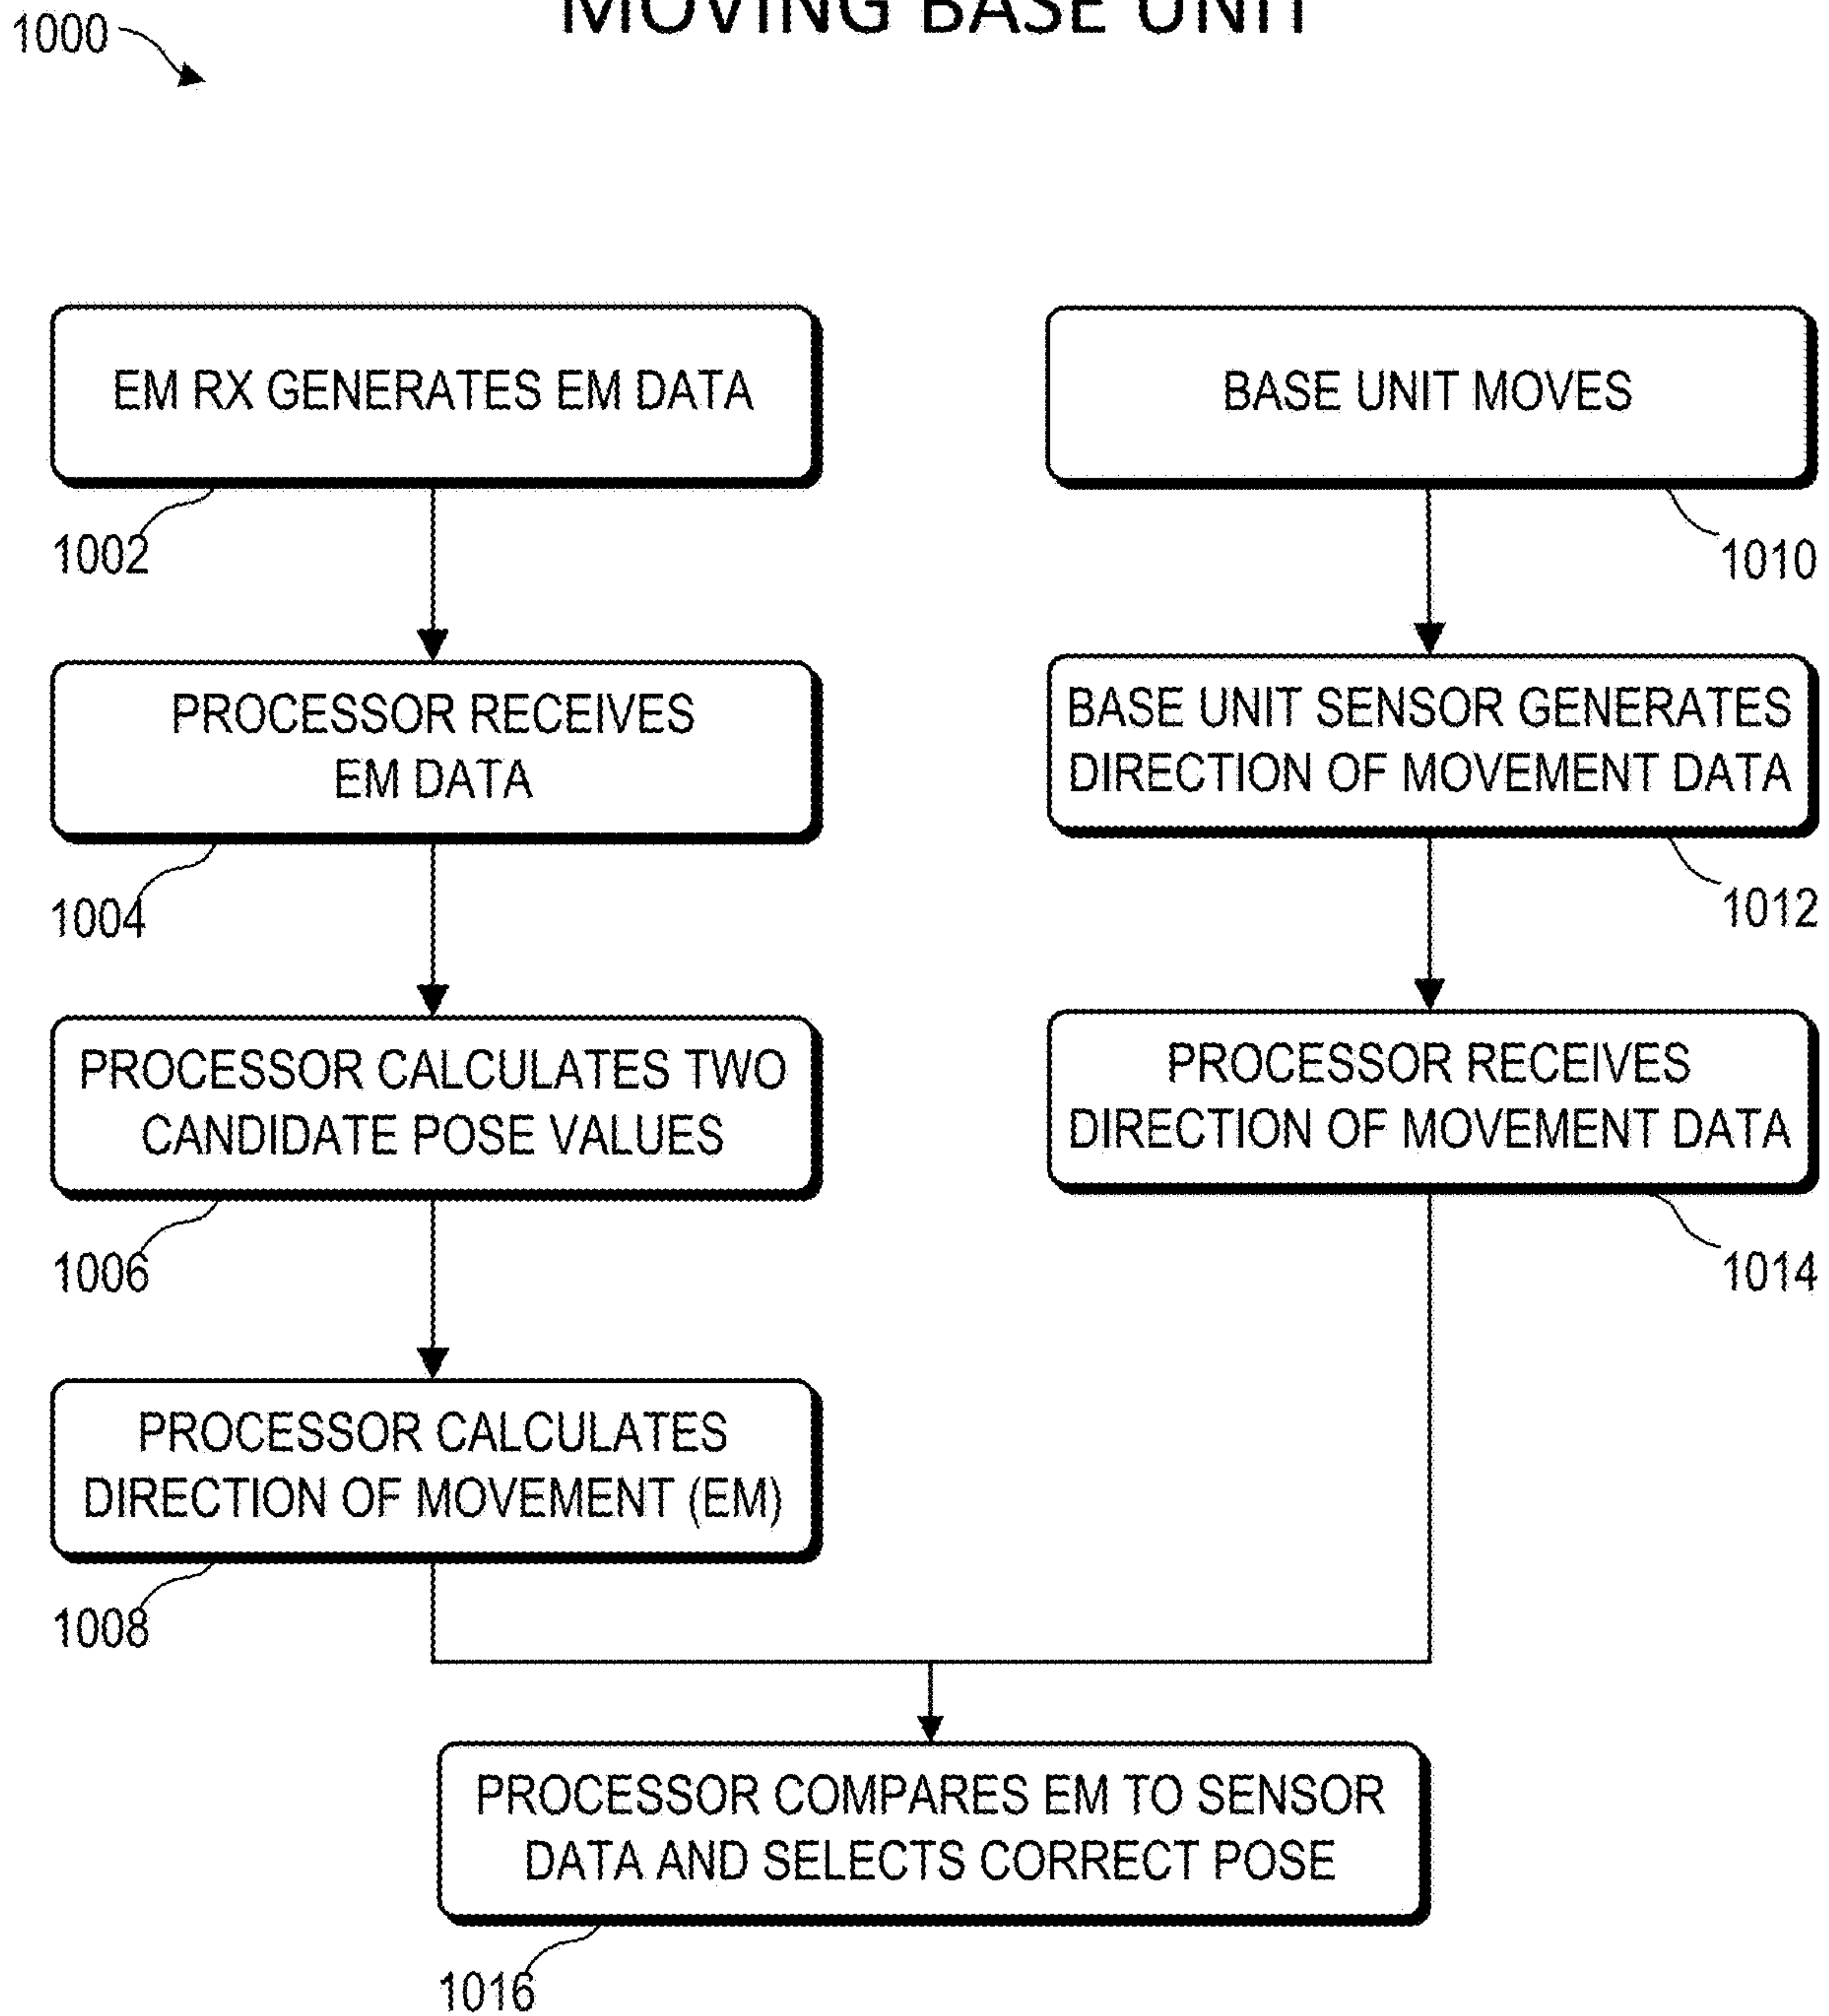 MOVING BASE UNIT
1000
EM RX GENERATES EM DATA
1002
PROCESSOR RECEIVES
EM DATA
1004
PROCESSOR CALCULATES TWO
CANDIDATE POSE VALUES
1006
PROCESSOR CALCULATES
DIRECTION OF MOVEMENT (EM)
1008
BASE UNIT MOVES
1010
BASE UNIT SENSOR GENERATES
DIRECTION OF MOVEMENT DATA
1012
PROCESSOR RECEIVES
DIRECTION OF MOVEMENT DATA
1014
PROCESSOR COMPARES EM TO SENSOR
DATA AND SELECTS CORRECT POSE
1016